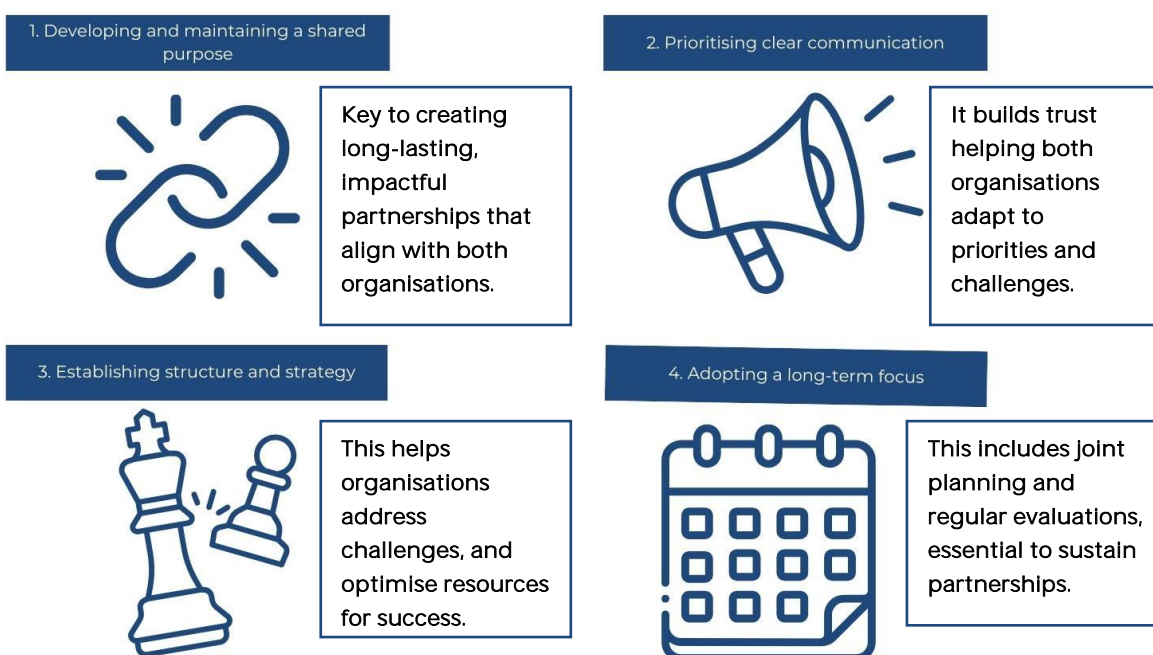 1. Developing and maintaining a shared
purpose
Key to creating
long-lasting,
impactful
partnerships that
align with both
organisations.
2. Prioritising clear communication
It builds trust
helping both
organisations
adapt to
priorities and
challenges.
3. Establishing structure and strategy
This helps
organisations
address
challenges, and
optimise resources
for success.
4. Adopting a long-term focus
This includes joint
planning and
regular evaluations,
essential to sustain
partnerships.